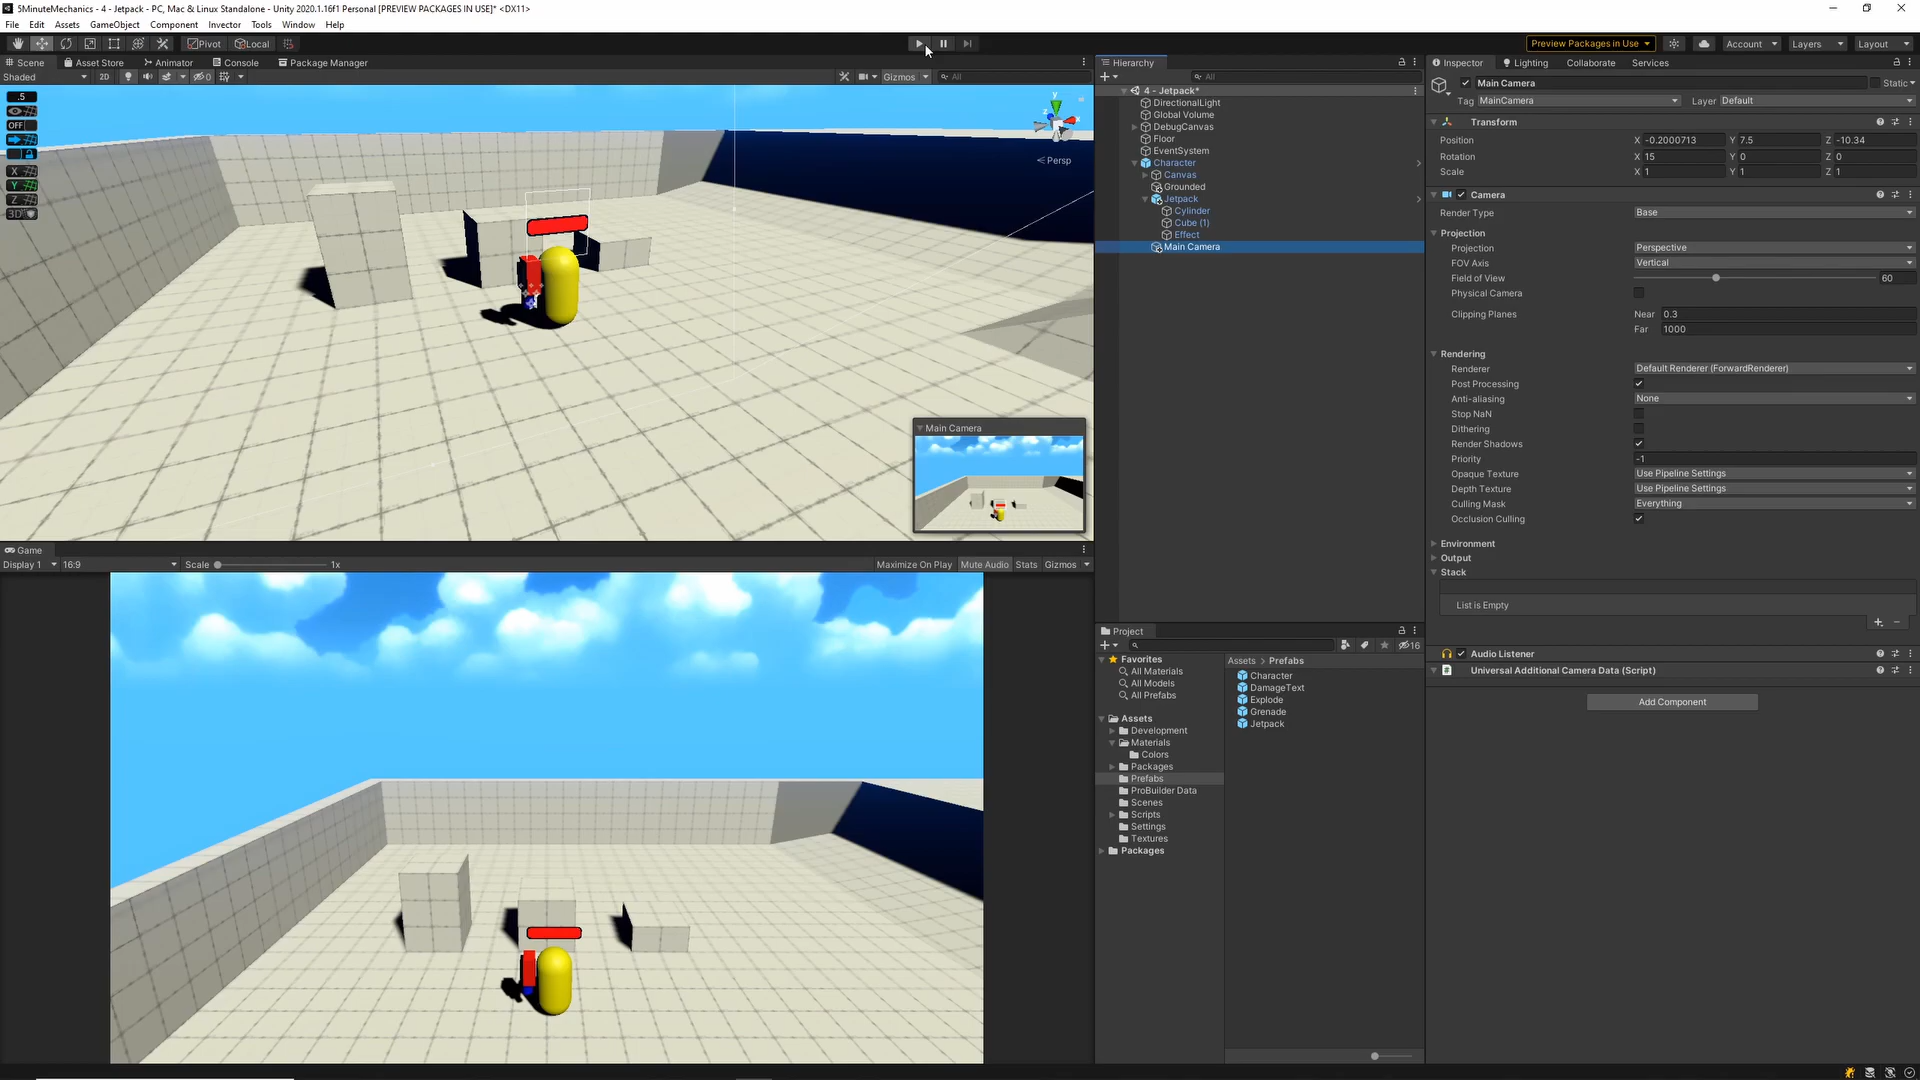 5MinuteMechanics - 4 - Jetpack - PC, Mac & Linux Standalone - Unity 2020.1.16f1 Personal [PREVIEW PACKAGES IN USE]* <DX11>
File Edit Assets GameObject Component Invector Tools Window Help
Pivot Local Preview Packages in Use Account Layers Layout
Scene Asset Store Animator Console Package Manager
Shaded 2D 0 Gizmos All
.5
OFF
X
Y
Z
3D
y
x
z
Persp
Main Camera
Game
Display 1 16:9 Scale 1x Maximize On Play Mute Audio Stats Gizmos
Hierarchy
All
4 - Jetpack*
DirectionalLight
Global Volume
DebugCanvas
Floor
EventSystem
Character
Canvas
Grounded
Jetpack
Cylinder
Cube (1)
Effect
Main Camera
Project
16
Favorites
All Materials
All Models
All Prefabs
Assets
Development
Materials
Colors
Packages
Prefabs
ProBuilder Data
Scenes
Scripts
Settings
Textures
Packages
Assets > Prefabs
Character
DamageText
Explode
Grenade
Jetpack
Inspector Lighting Collaborate Services
Main Camera Static
Tag MainCamera Layer Default
Transform
Position X -0.2000713 Y 7.5 Z -10.34
Rotation X 15 Y 0 Z 0
Scale X 1 Y 1 Z 1
Camera
Render Type Base
Projection
Projection Perspective
FOV Axis Vertical
Field of View 60
Physical Camera
Clipping Planes Near 0.3
Far 1000
Rendering
Renderer Default Renderer (ForwardRenderer)
Post Processing
Anti-aliasing None
Stop NaN
Dithering
Render Shadows
Priority -1
Opaque Texture Use Pipeline Settings
Depth Texture Use Pipeline Settings
Culling Mask Everything
Occlusion Culling
Environment
Output
Stack
List is Empty
Audio Listener
Universal Additional Camera Data (Script)
Add Component